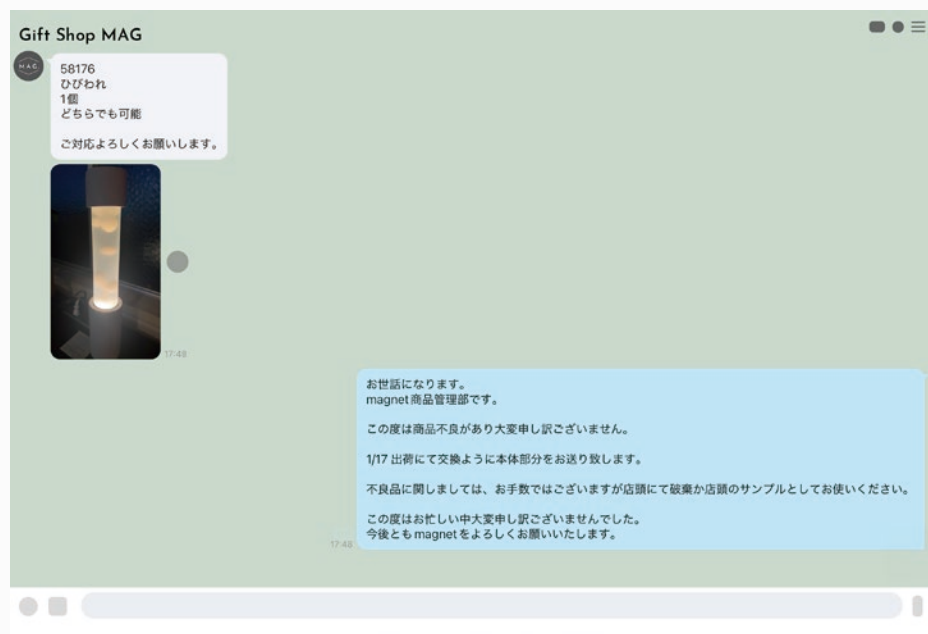 Gift Shop MAG
MAG
58176
ひびわれ
1個
どちらでも可能
ご対応よろしくお願いします。
17:48
お世話になります。
magnet商品管理部です。
この度は商品不良があり大変申し訳ございません。
1/17 出荷にて交換ように本体部分をお送り致します。
不良品に関しましては、お手数ではございますが店頭にて破棄か店頭のサンプルとしてお使いください。
この度はお忙しい中大変申し訳ございませんでした。
今後ともmagnetをよろしくお願いいたします。
17:48